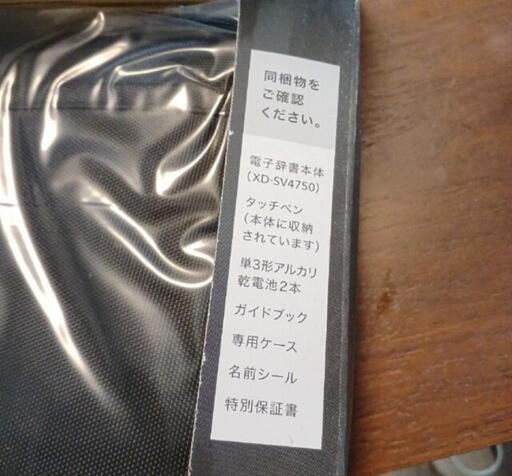 同梱物を
ご確認
ください。
電子辞書本体
(XD-SV4750)
タッチペン
(本体に収納
されています)
単3形アルカリ
乾電池2本
ガイドブック
専用ケース
名前シール
特別保証書